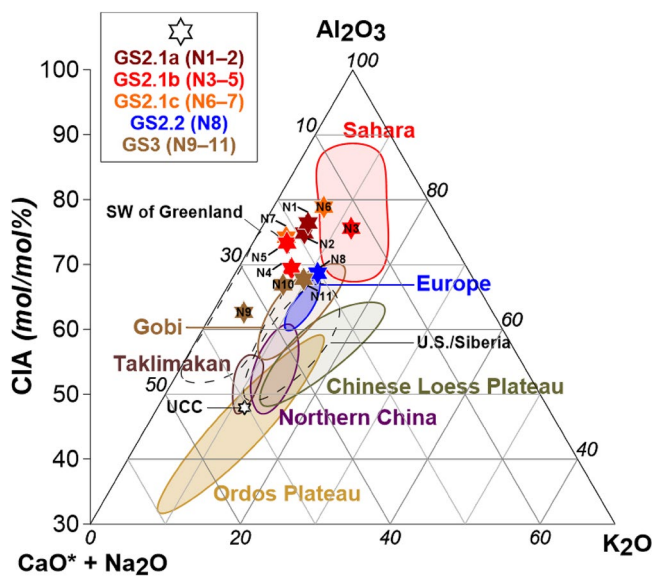 Al₂O₃
GS2.1a (N1–2)
GS2.1b (N3–5)
GS2.1c (N6–7)
GS2.2 (N8)
GS3 (N9–11)
100
100
90
10
Sahara
80
80
N1
N6
SW of Greenland
N7
N3
N2
30
N5
N8
70
N4
N10
Europe
N11
N9
60
Gobi
60
U.S./Siberia
Taklimakan
50
50
Chinese Loess Plateau
UCC
Northern China
40
40
Ordos Plateau
30
0
20
40
60
K₂O
CaO* + Na₂O
CIA (mol/mol%)